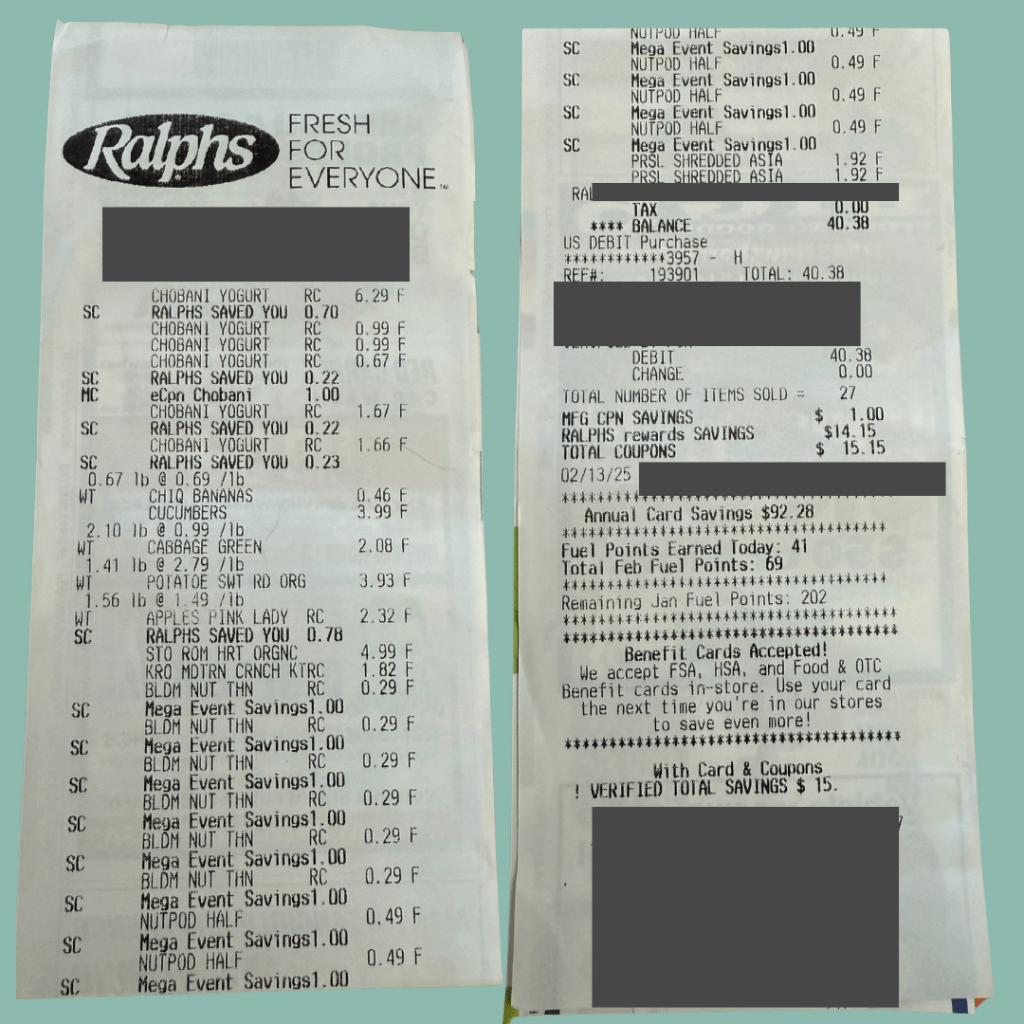 Ralphs
FRESH
FOR
EVERYONE™
CHOBANI YOGURT RC 6.29 F
SC RALPHS SAVED YOU 0.70
CHOBANI YOGURT RC 0.99 F
CHOBANI YOGURT RC 0.99 F
CHOBANI YOGURT RC 0.67 F
SC RALPHS SAVED YOU 0.22
MC eCpn Chobani 1.00
CHOBANI YOGURT RC 1.67 F
SC RALPHS SAVED YOU 0.22
CHOBANI YOGURT RC 1.66 F
SC RALPHS SAVED YOU 0.23
0.67 lb @ 0.69 /lb
WT CHIQ BANANAS 0.46 F
CUCUMBERS 3.99 F
2.10 lb @ 0.99 /lb
WT CABBAGE GREEN 2.08 F
1.41 lb @ 2.79 /lb
WT POTATOE SWT RD ORG 3.93 F
1.56 lb @ 1.49 /lb
WT APPLES PINK LADY RC 2.32 F
SC RALPHS SAVED YOU 0.78
STO ROM HRT ORGNC 4.99 F
KRO MDTRN CRNCH KTRC 1.82 F
BLDM NUT THN RC 0.29 F
SC Mega Event Savings1.00
BLDM NUT THN RC 0.29 F
SC Mega Event Savings1.00
BLDM NUT THN RC 0.29 F
SC Mega Event Savings1.00
BLDM NUT THN RC 0.29 F
SC Mega Event Savings1.00
BLDM NUT THN RC 0.29 F
SC Mega Event Savings1.00
BLDM NUT THN RC 0.29 F
SC Mega Event Savings1.00
NUTPOD HALF 0.49 F
SC Mega Event Savings1.00
NUTPOD HALF 0.49 F
SC Mega Event Savings1.00
NUTPOD HALF 0.49 F
SC Mega Event Savings1.00
NUTPOD HALF 0.49 F
SC Mega Event Savings1.00
NUTPOD HALF 0.49 F
SC Mega Event Savings1.00
NUTPOD HALF 0.49 F
SC Mega Event Savings1.00
PRSL SHREDDED ASIA 1.92 F
PRSL SHREDDED ASIA 1.92 F
TAX 0.00
**** BALANCE 40.38
US DEBIT Purchase
************3957 - H
REF#: 193901 TOTAL: 40.38
DEBIT 40.38
CHANGE 0.00
TOTAL NUMBER OF ITEMS SOLD = 27
MFG CPN SAVINGS $ 1.00
RALPHS rewards SAVINGS $14.15
TOTAL COUPONS $ 15.15
02/13/25
************************************
Annual Card Savings $92.28
************************************
Fuel Points Earned Today: 41
Total Feb Fuel Points: 69
************************************
Remaining Jan Fuel Points: 202
************************************
************************************
Benefit Cards Accepted!
We accept FSA, HSA, and Food & OTC
Benefit cards in-store. Use your card
the next time you're in our stores
to save even more!
************************************
With Card & Coupons
! VERIFIED TOTAL SAVINGS $ 15.